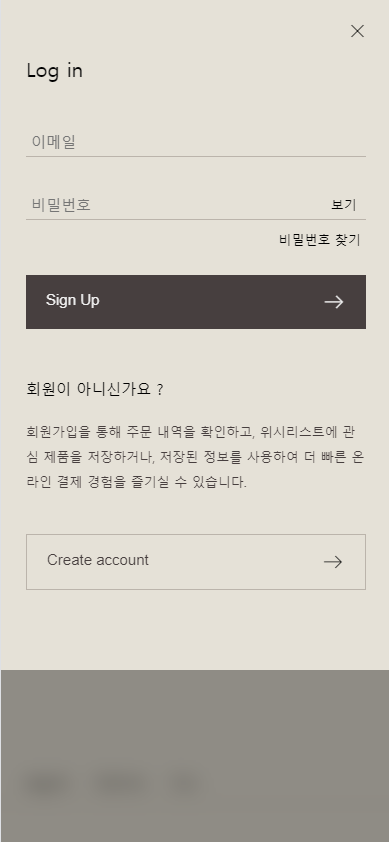 Log in
이메일
비밀번호 보기
비밀번호 찾기
Sign Up
회원이 아니신가요 ?
회원가입을 통해 주문 내역을 확인하고, 위시리스트에 관
심 제품을 저장하거나, 저장된 정보를 사용하여 더 빠른 온
라인 결제 경험을 즐기실 수 있습니다.
Create account